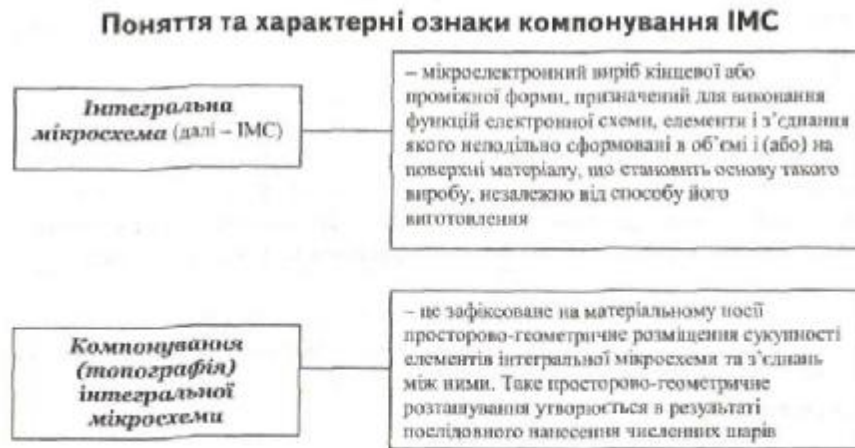 Поняття та характерні ознаки компонування ІМС
Інтегральна
мікросхема (далі – ІМС)
– мікроелектронний виріб кінцевої або
проміжної форми, призначений для виконання
функцій електронної схеми, елементи і з’єднання
якого неподільно сформовані в об’ємі і (або) на
поверхні матеріалу, що становить основу такого
виробу, незалежно від способу його
виготовлення
Компонування
(топографія)
інтегральної
мікросхеми
– це зафіксоване на матеріальному носії
просторово-геометричне розміщення сукупності
елементів інтегральної мікросхеми та з’єднань
між ними. Таке просторово-геометричне
розташування утворюється в результаті
послідовного нанесення численних шарів